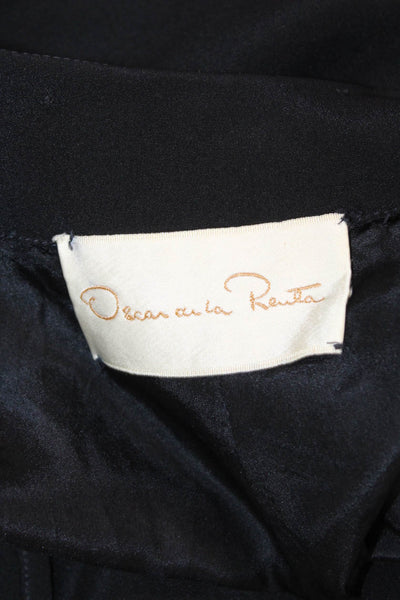 Oscar de la Renta